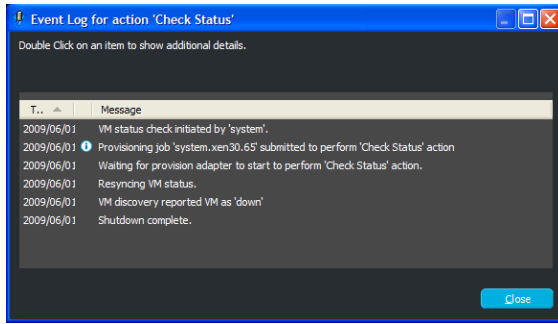 Event Log for action 'Check Status'
Double Click on an item to show additional details.
T.. Message
2009/06/01 VM status check initiated by 'system'.
2009/06/01 Provisioning job 'system.xen30.65' submitted to perform 'Check Status' action
2009/06/01 Waiting for provision adapter to start to perform 'Check Status' action.
2009/06/01 Resyncing VM status.
2009/06/01 VM discovery reported VM as 'down'
2009/06/01 Shutdown complete.
Close